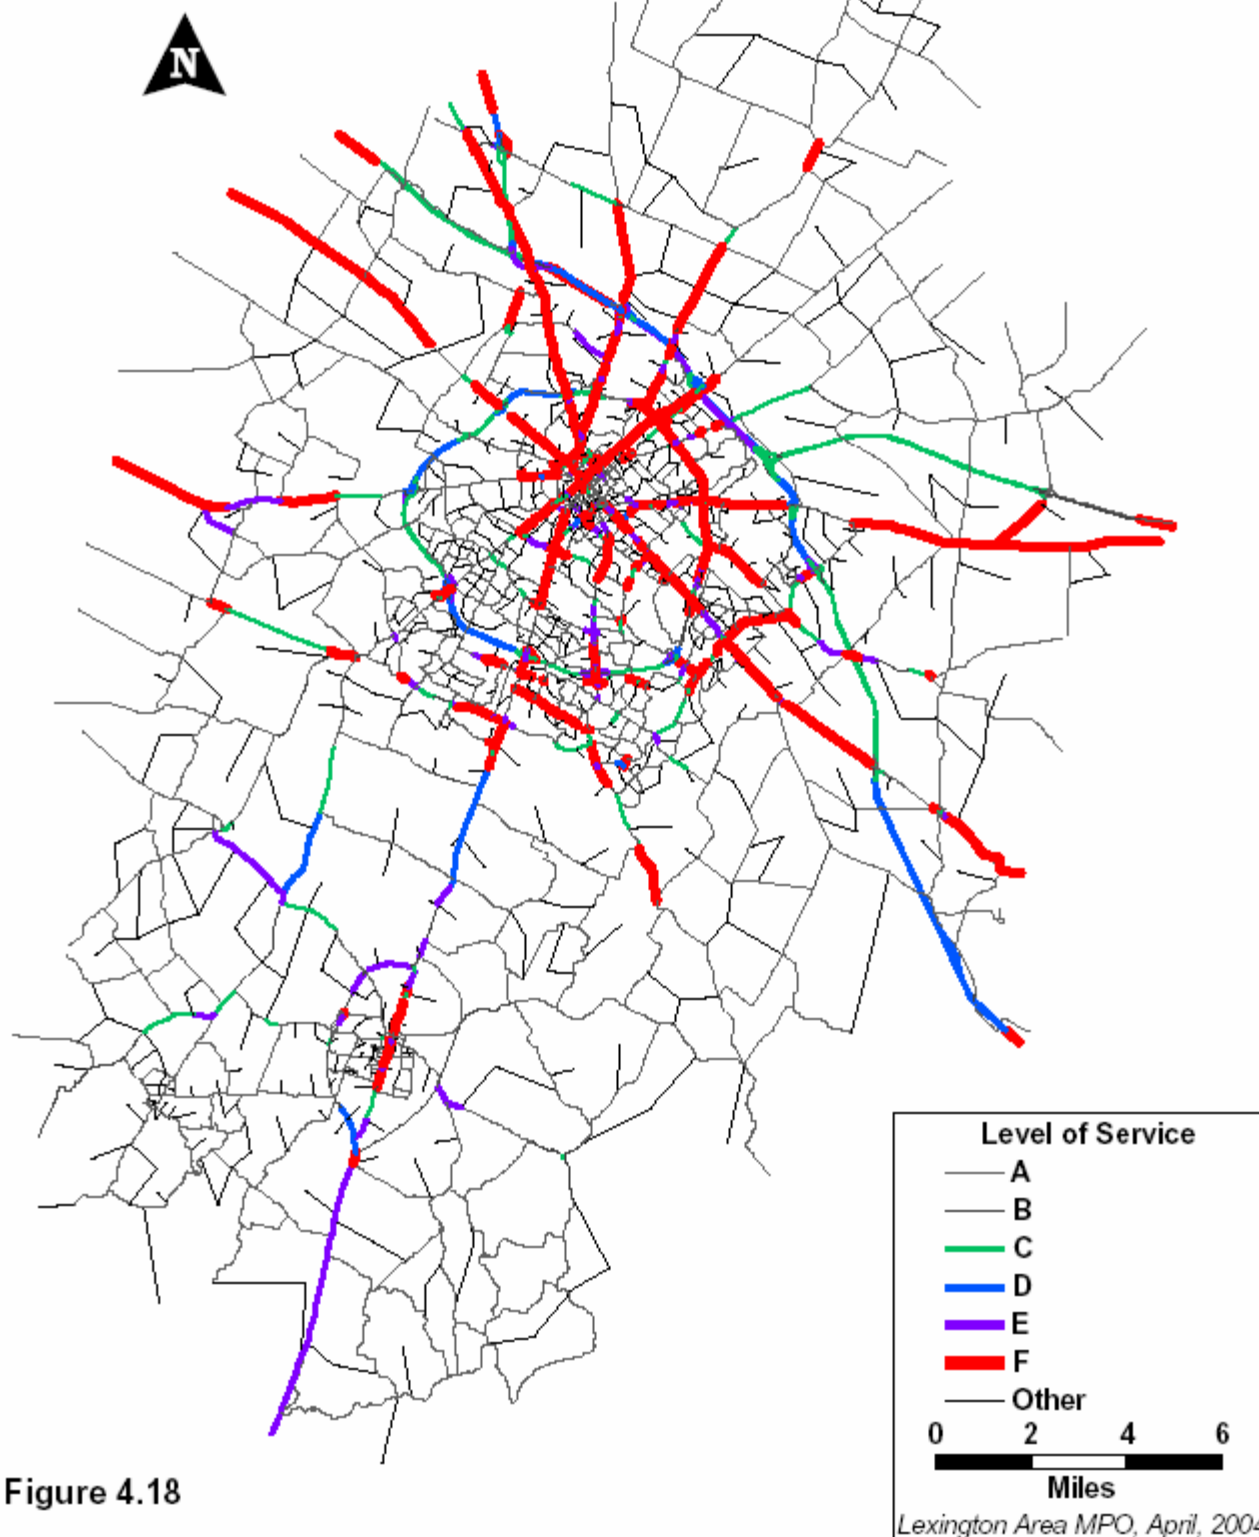 N
Level of Service
A
B
C
D
E
F
Other
0 2 4 6
Miles
Figure 4.18
Lexington Area MPO, April,